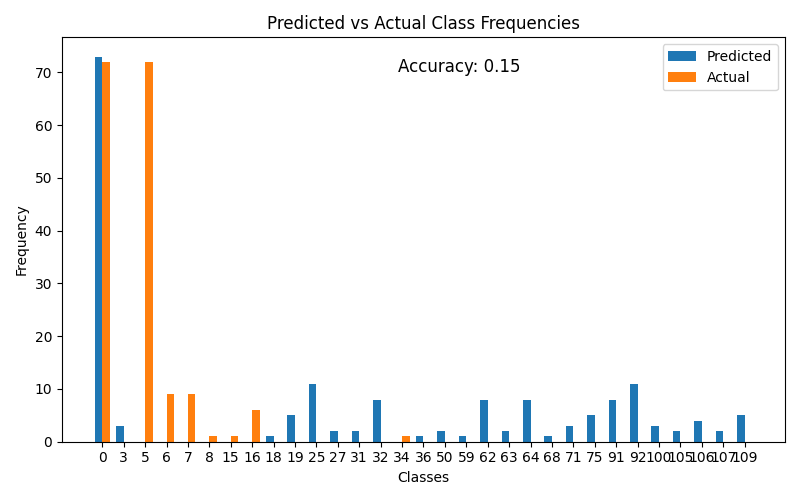 Predicted vs Actual Class Frequencies
Accuracy: 0.15
Predicted
Actual
Frequency
70
60
50
40
30
20
10
0
0 3 5 6 7 8 15 16 18 19 25 27 31 32 34 36 50 59 62 63 64 68 71 75 91 92 100 105 106 107 109
Classes